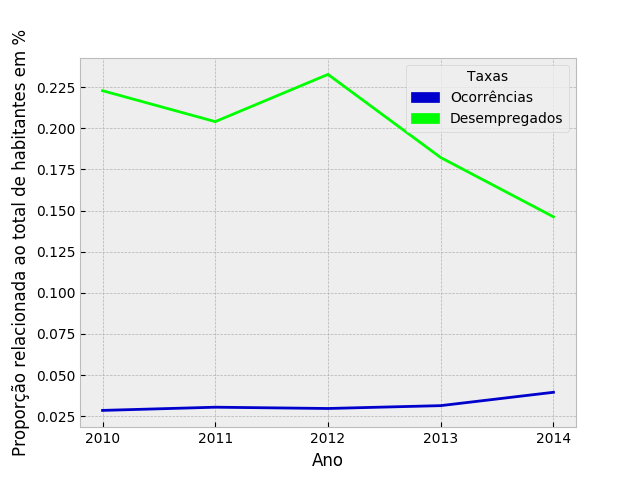 Proporção relacionada ao total de habitantes em %
0.225
0.200
0.175
0.150
0.125
0.100
0.075
0.050
0.025
Taxas
Ocorrências
Desempregados
2010 2011 2012 2013 2014
Ano